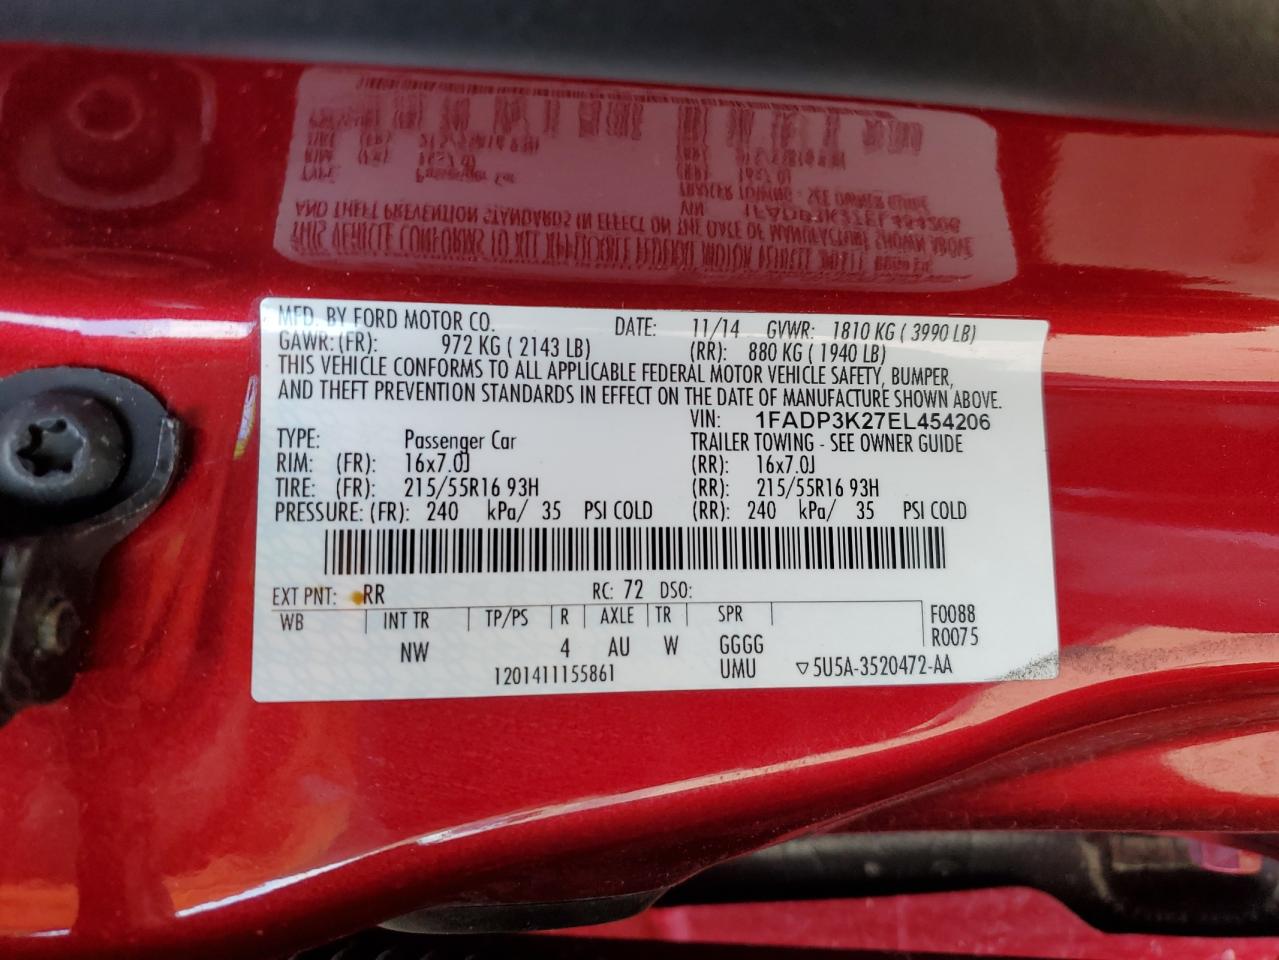 MFD. BY FORD MOTOR CO. DATE: 11/14 GVWR: 1810 KG ( 3990 LB)
GAWR: (FR): 972 KG ( 2143 LB) (RR): 880 KG ( 1940 LB)
THIS VEHICLE CONFORMS TO ALL APPLICABLE FEDERAL MOTOR VEHICLE SAFETY, BUMPER,
AND THEFT PREVENTION STANDARDS IN EFFECT ON THE DATE OF MANUFACTURE SHOWN ABOVE.
VIN: 1FADP3K27EL454206
TYPE: Passenger Car TRAILER TOWING - SEE OWNER GUIDE
RIM: (FR): 16x7.0J (RR): 16x7.0J
TIRE: (FR): 215/55R16 93H (RR): 215/55R16 93H
PRESSURE: (FR): 240 kPa/ 35 PSI COLD (RR): 240 kPa/ 35 PSI COLD
EXT PNT: RR RC: 72 DSO:
WB INT TR TP/PS R AXLE TR SPR F0088
NW 4 AU W GGGG R0075
1201411155861 UMU ▽5U5A-3520472-AA